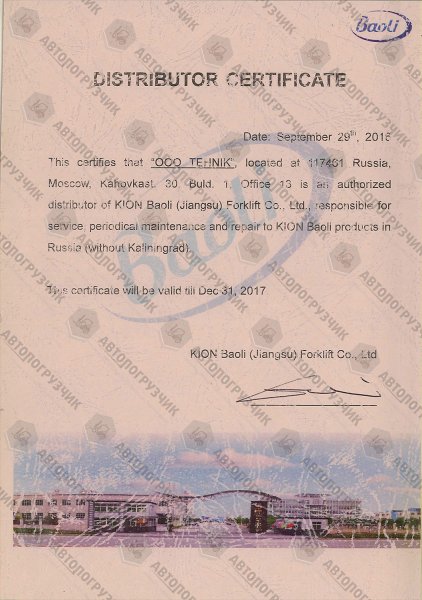 Baoli
DISTRIBUTOR CERTIFICATE
Date: September 29th, 2016
This certifies that "OOO TEHNIK", located at 117461 Russia,
Moscow, Kahovkast. 30 Buld. 1 Office 13 is an authorized
distributor of KION Baoli (Jiangsu) Forklift Co., Ltd., responsible for
service, periodical maintenance and repair to KION Baoli products in
Russia (without Kaliningrad).
Baoli
This certificate will be valid till Dec 31, 2017
KION Baoli (Jiangsu) Forklift Co., Ltd
АВТОПОГРУЗЧИК